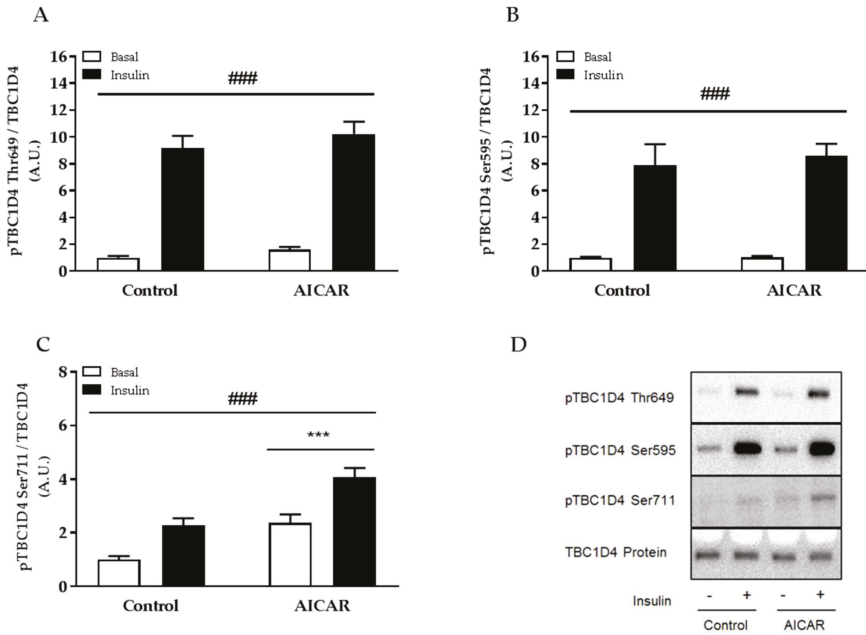 A
pTBC1D4 Thr649 / TBC1D4
(A.U.)
16
14
12
10
8
6
4
2
0
Basal
Insulin
###
Control
AICAR
B
pTBC1D4 Ser595 / TBC1D4
(A.U.)
16
14
12
10
8
6
4
2
0
Basal
Insulin
###
Control
AICAR
C
pTBC1D4 Ser711 / TBC1D4
(A.U.)
8
6
4
2
0
Basal
Insulin
###
***
Control
AICAR
D
pTBC1D4 Thr649
pTBC1D4 Ser595
pTBC1D4 Ser711
TBC1D4 Protein
Insulin - + - +
Control AICAR